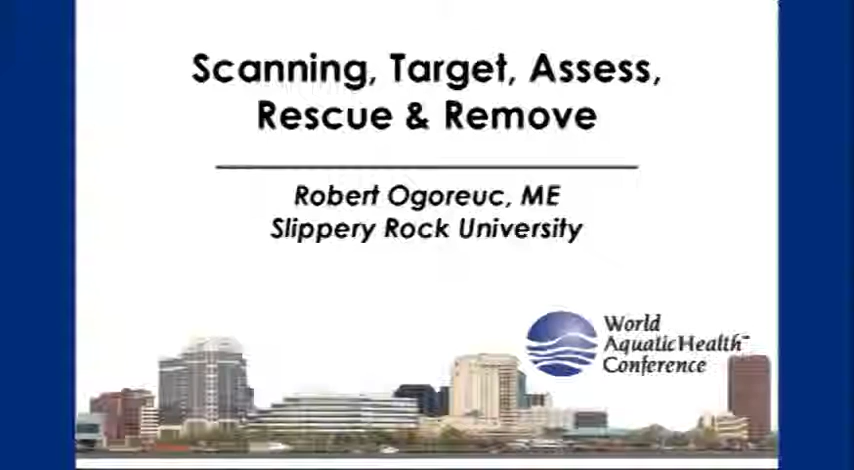 Scanning, Target, Assess,
Rescue & Remove
Robert Ogoreuc, ME
Slippery Rock University
World
Aquatic Health™
Conference